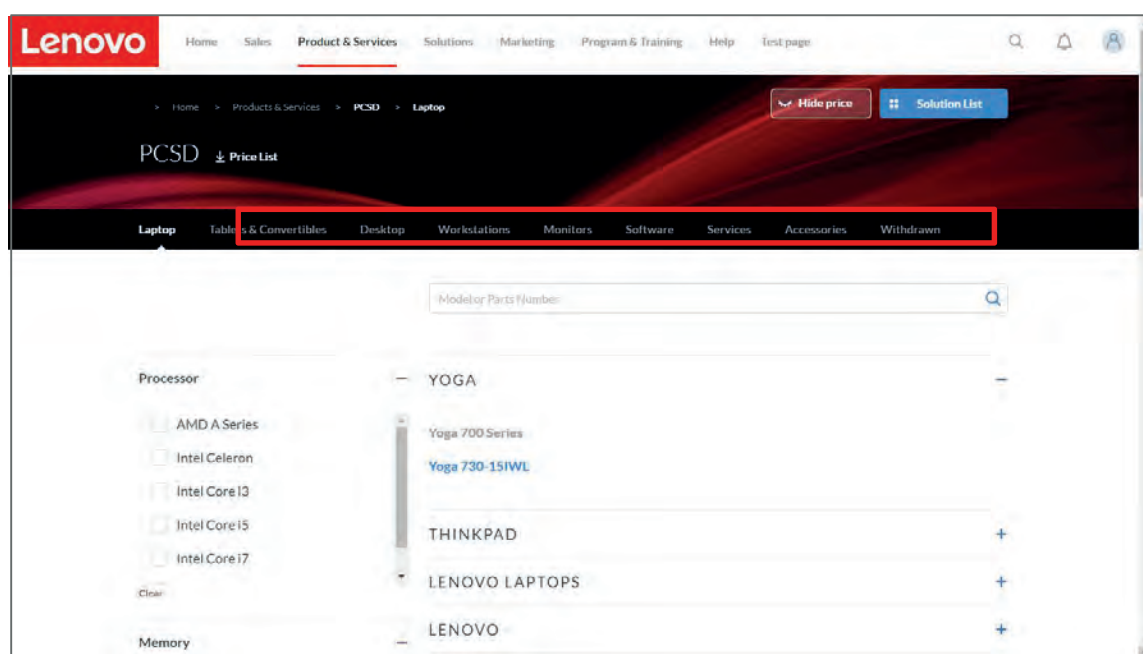 Lenovo Home Sales Product & Services Solutions Marketing Program & Training Help Test page
> Home > Products & Services > PCSD > Laptop Hide price Solution List
PCSD Price List
Laptop Tablets & Convertibles Desktop Workstations Monitors Software Services Accessories Withdrawn
Model or Parts Number
Processor — YOGA —
AMD A Series
Yoga 700 Series
Intel Celeron
Yoga 730-15IWL
Intel Core I3
Intel Core i5
THINKPAD +
Intel Core i7
LENOVO LAPTOPS +
Clear
LENOVO +
Memory —